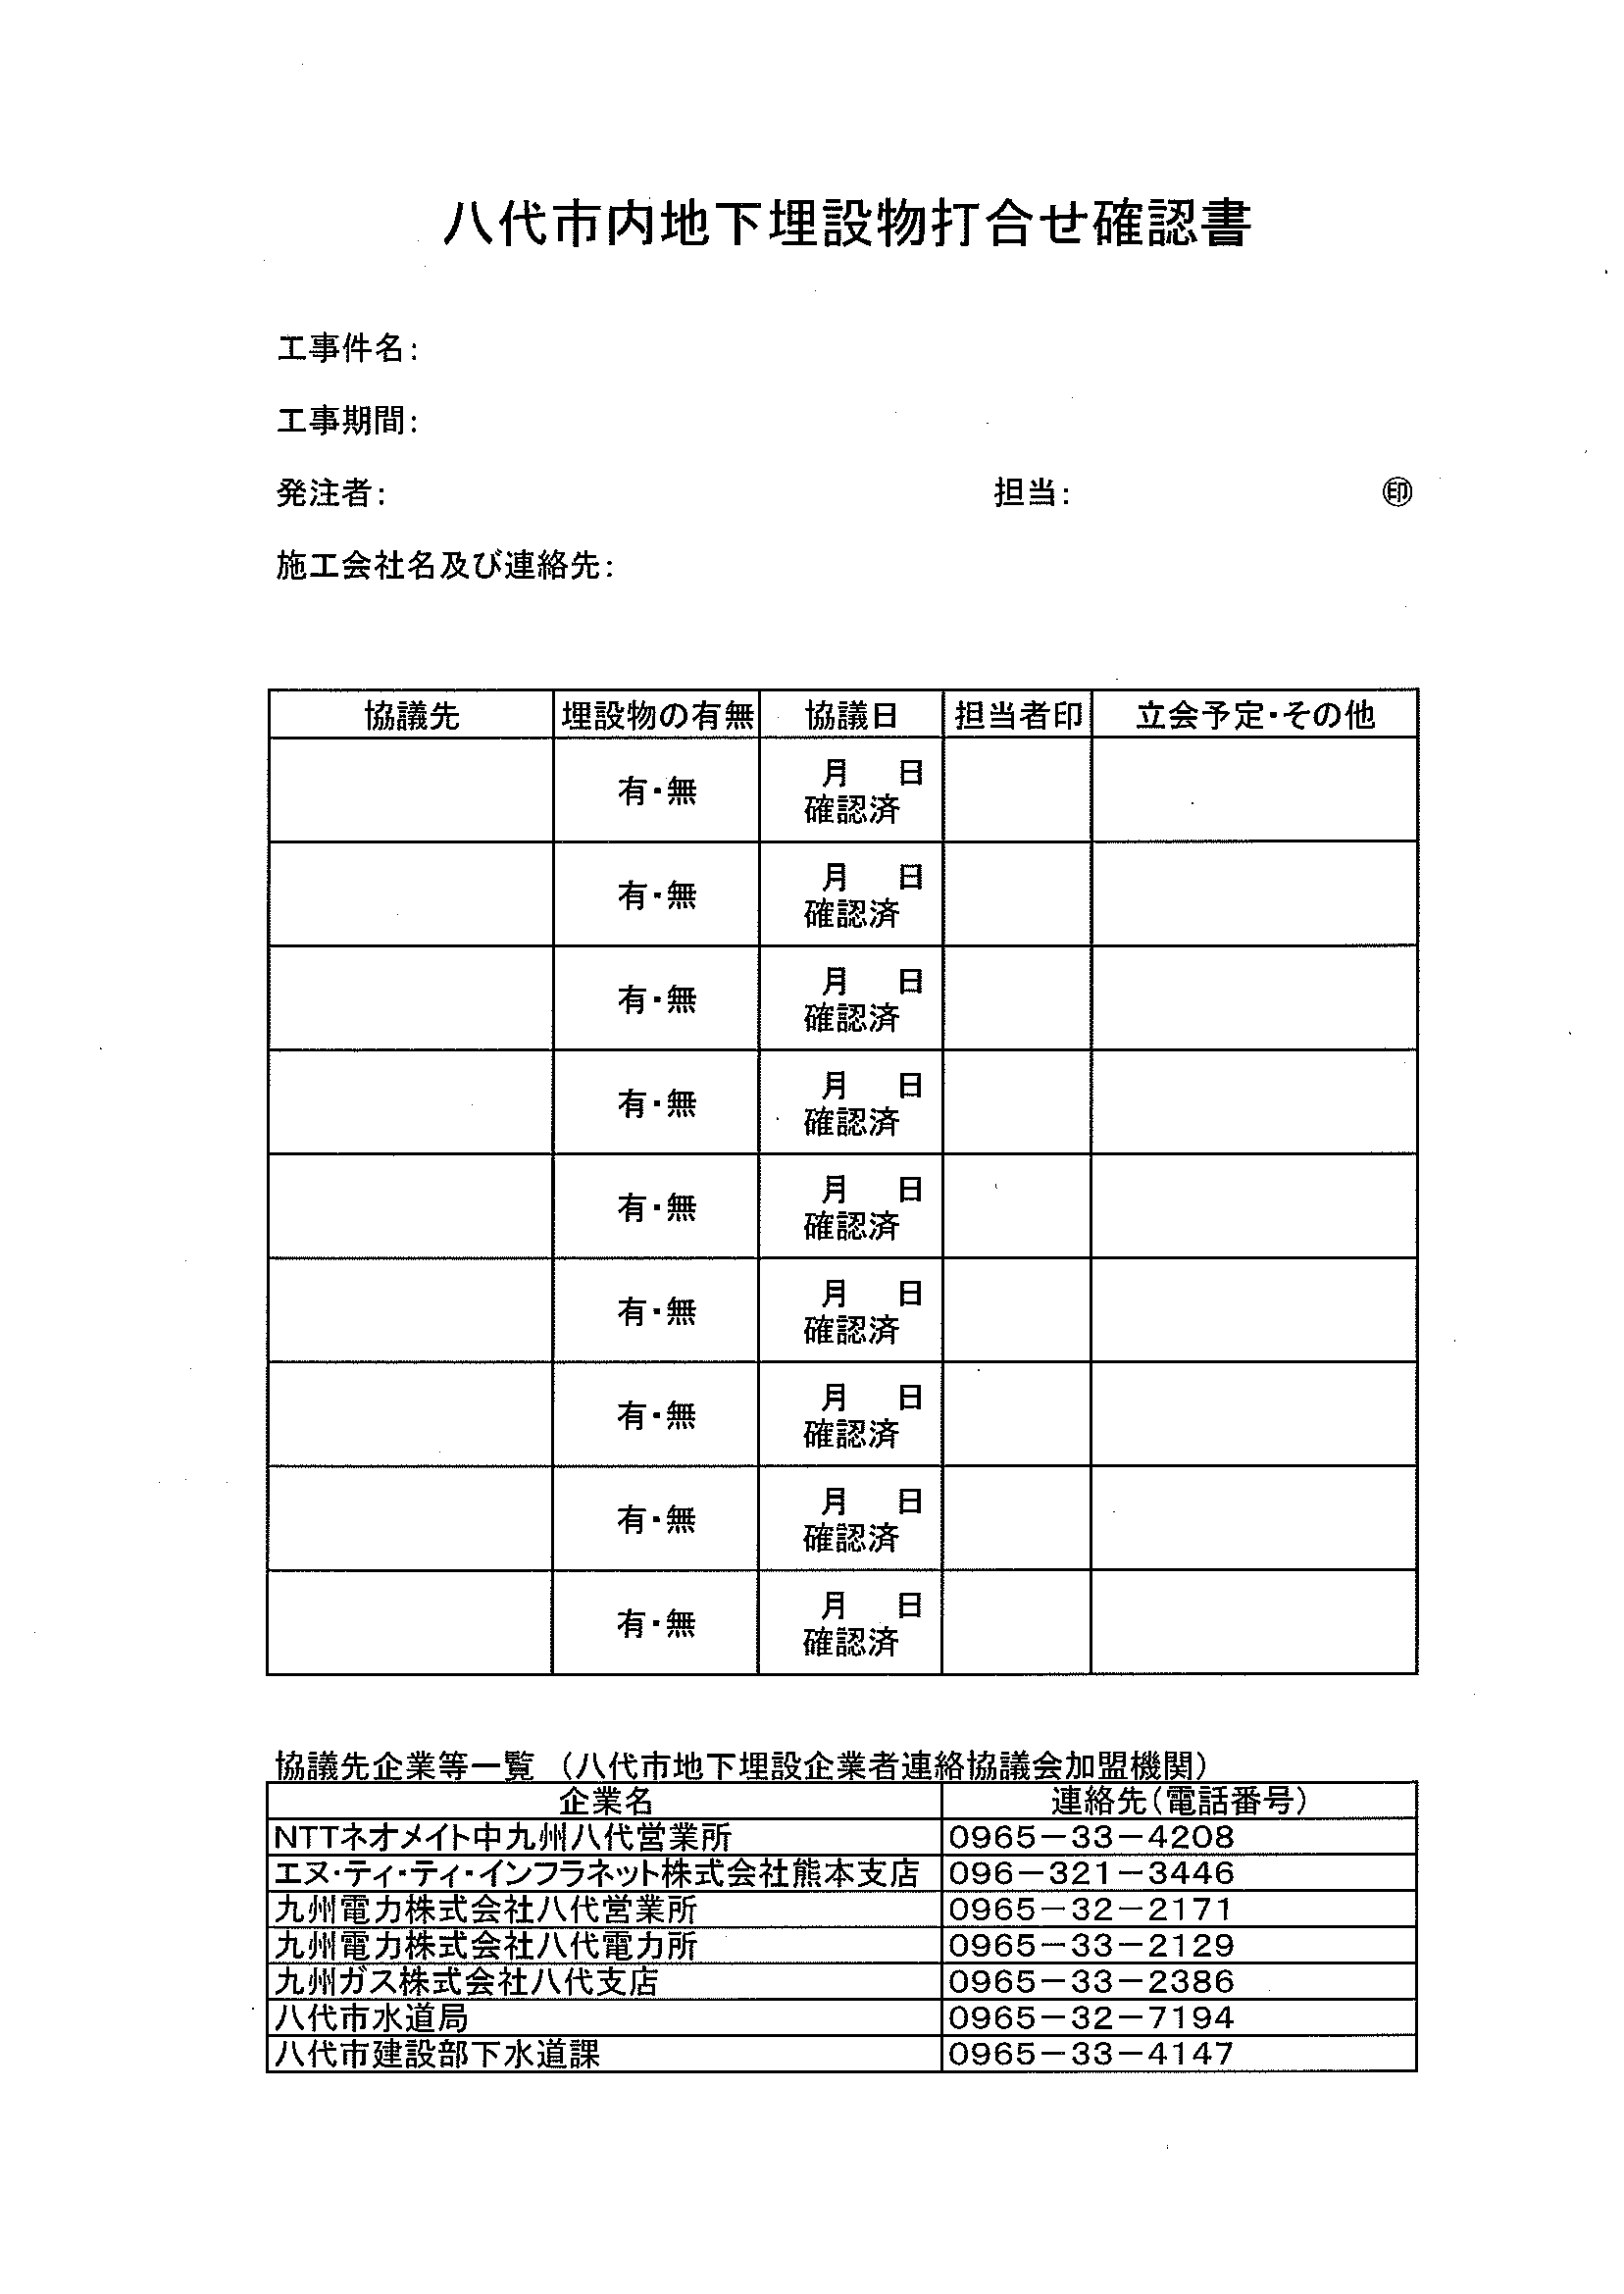 八代市内地下埋設物打合せ確認書
工事件名：
工事期間：
発注者： 担当： ㊞
施工会社名及び連絡先：
協議先 埋設物の有無 協議日 担当者印 立会予定・その他
月 日
有・無
確認済
月 日
有・無
確認済
月 日
有・無
確認済
月 日
有・無
確認済
月 日
有・無
確認済
月 日
有・無
確認済
月 日
有・無
確認済
月 日
有・無
確認済
月 日
有・無
確認済
協議先企業等一覧 （八代市地下埋設企業者連絡協議会加盟機関）
企業名 連絡先（電話番号）
NTTネオメイト中九州八代営業所 0965－33－4208
エヌ・ティ・ティ・インフラネット株式会社熊本支店 096－321－3446
九州電力株式会社八代営業所 0965－32－2171
九州電力株式会社八代電力所 0965－33－2129
九州ガス株式会社八代支店 0965－33－2386
八代市水道局 0965－32－7194
八代市建設部下水道課 0965－33－4147